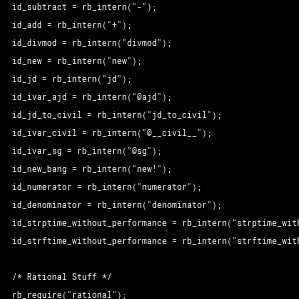 id_subtract = rb_intern("-");
id_add = rb_intern("+");
id_divmod = rb_intern("divmod");
id_new = rb_intern("new");
id_jd = rb_intern("jd");
id_ivar_ajd = rb_intern("@ajd");
id_jd_to_civil = rb_intern("jd_to_civil");
id_ivar_civil = rb_intern("@__civil__");
id_ivar_sg = rb_intern("@sg");
id_new_bang = rb_intern("new!");
id_numerator = rb_intern("numerator");
id_denominator = rb_intern("denominator");
id_strptime_without_performance = rb_intern("strptime_with
id_strftime_without_performance = rb_intern("strftime_with
/* Rational Stuff */
rb_require("rational");